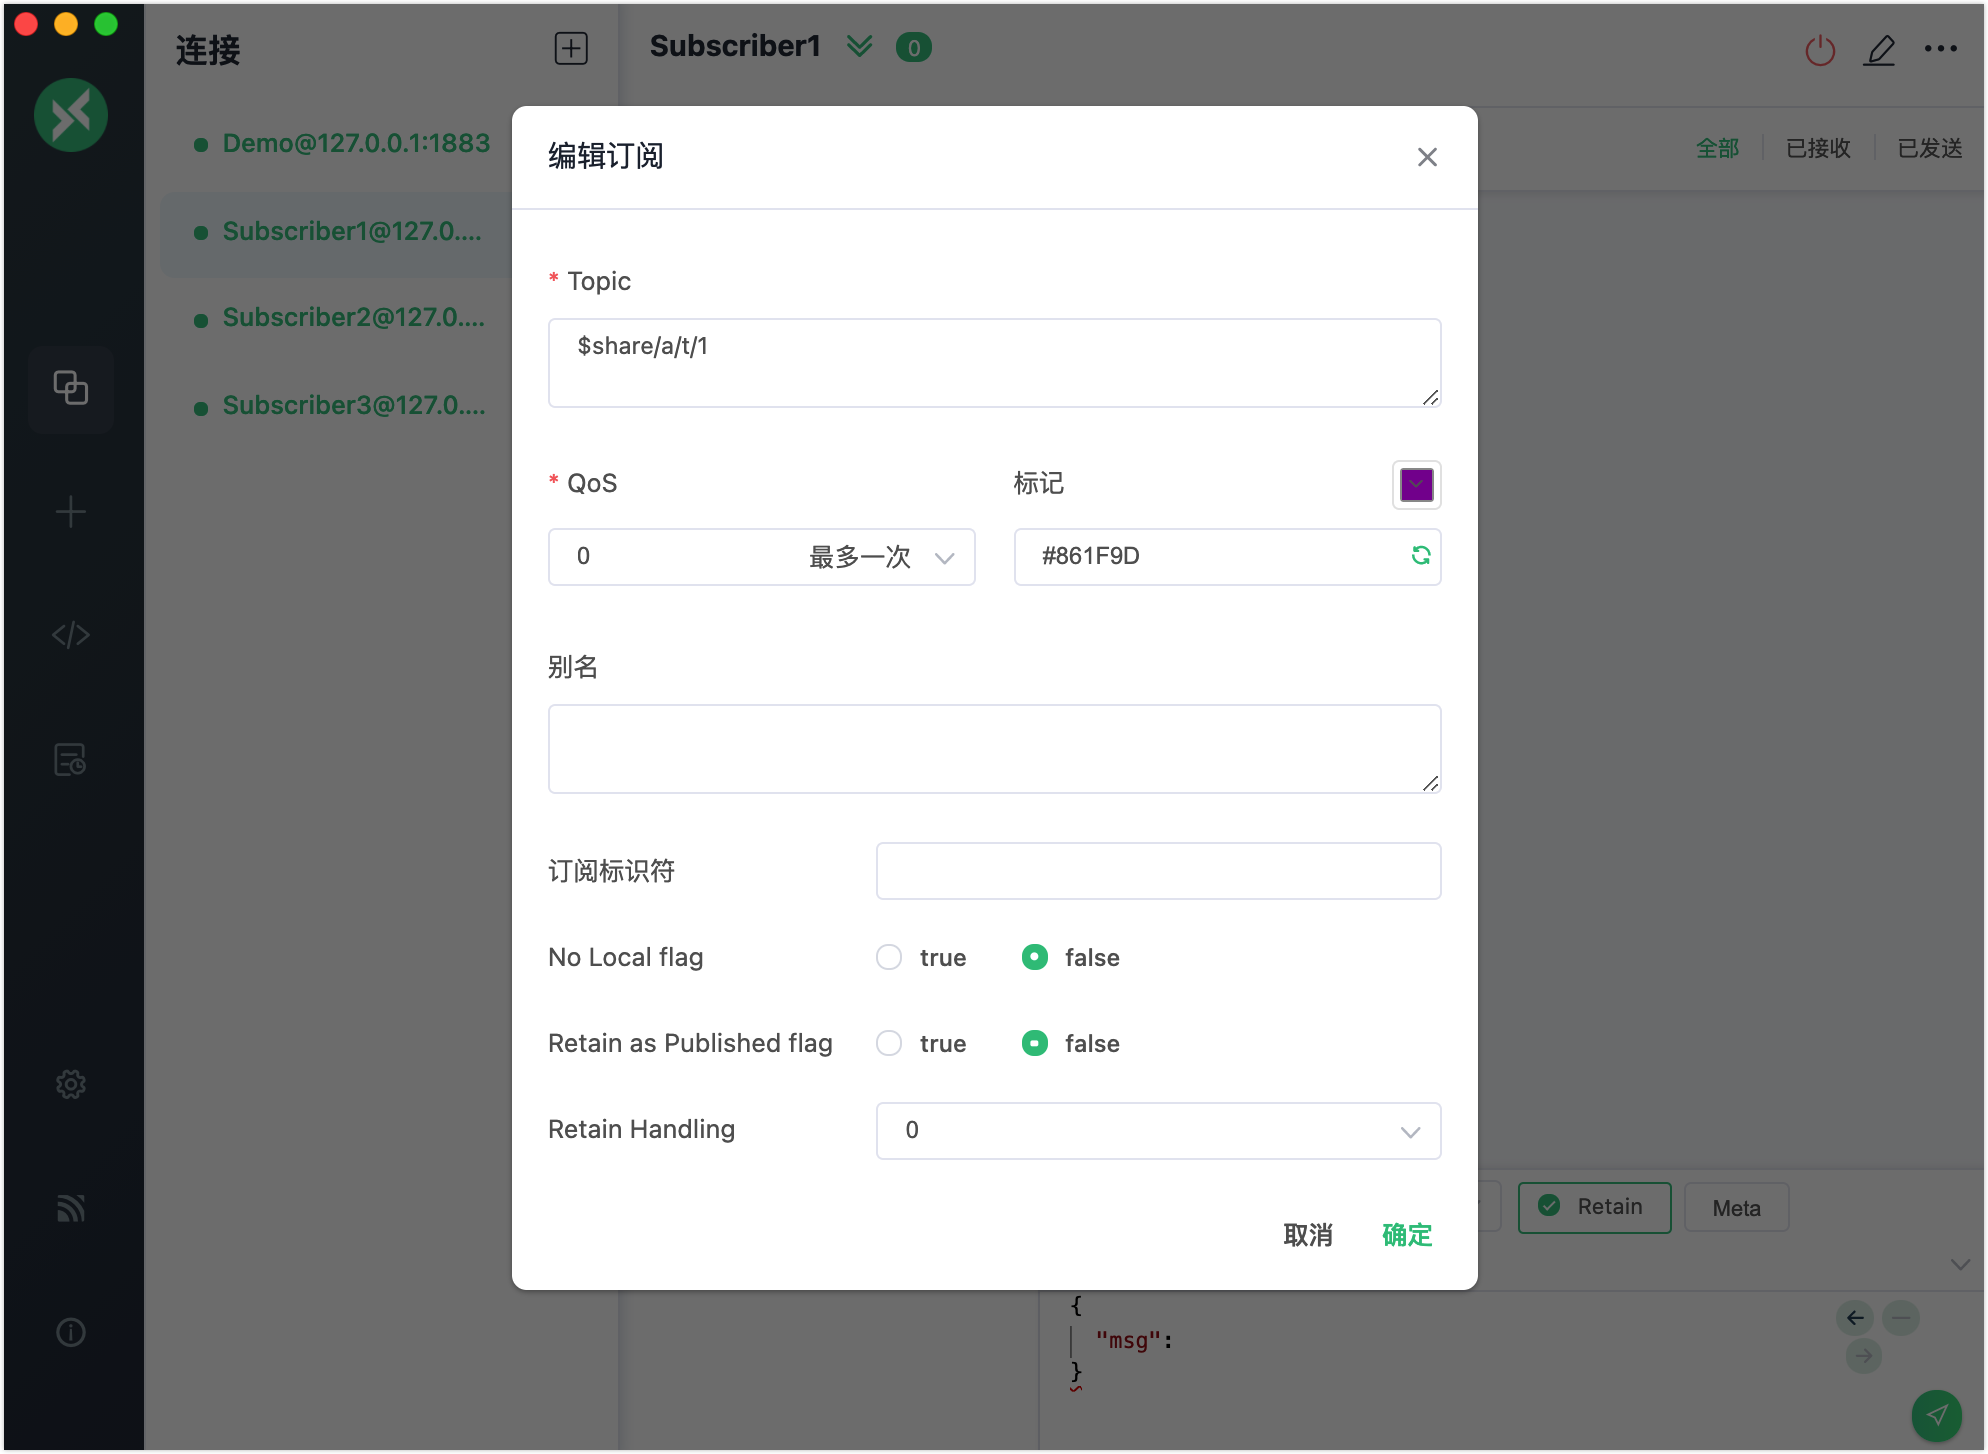 连接
Subscriber1
0
Demo@127.0.0.1:1883
Subscriber1@127.0....
Subscriber2@127.0....
Subscriber3@127.0....
全部
已接收
已发送
编辑订阅
* Topic
$share/a/t/1
* QoS
标记
0 最多一次
#861F9D
别名
订阅标识符
No Local flag true false
Retain as Published flag true false
Retain Handling 0
取消 确定
Retain
Meta
{
"msg":
}